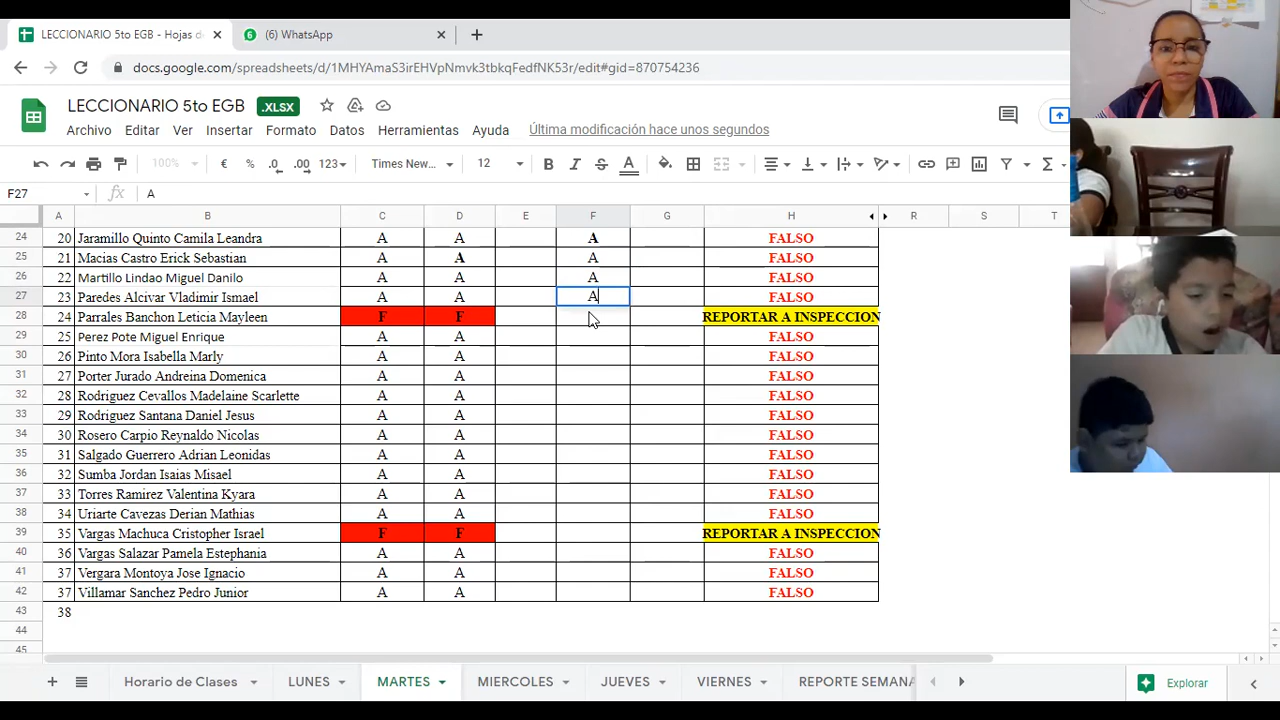 LECCIONARIO 5to EGB - Hojas de
(6) WhatsApp
docs.google.com/spreadsheets/d/1MHYAmaS3irEHVpNmvk3tbkqFedfNK53r/edit#gid=870754236
LECCIONARIO 5to EGB .XLSX
Archivo Editar Ver Insertar Formato Datos Herramientas Ayuda Última modificación hace unos segundos
100% € % .0 .00 123 Times New... 12
F27 fx A
A B C D E F G H R S T
24 20 Jaramillo Quinto Camila Leandra A A A FALSO
25 21 Macias Castro Erick Sebastian A A A FALSO
26 22 Martillo Lindao Miguel Danilo A A A FALSO
27 23 Paredes Alcivar Vladimir Ismael A A A FALSO
28 24 Parrales Banchon Leticia Mayleen F F REPORTAR A INSPECCION
29 25 Perez Pote Miguel Enrique A A FALSO
30 26 Pinto Mora Isabella Marly A A FALSO
31 27 Porter Jurado Andreina Domenica A A FALSO
32 28 Rodriguez Cevallos Madelaine Scarlette A A FALSO
33 29 Rodriguez Santana Daniel Jesus A A FALSO
34 30 Rosero Carpio Reynaldo Nicolas A A FALSO
35 31 Salgado Guerrero Adrian Leonidas A A FALSO
36 32 Sumba Jordan Isaias Misael A A FALSO
37 33 Torres Ramirez Valentina Kyara A A FALSO
38 34 Uriarte Cavezas Derian Mathias A A FALSO
39 35 Vargas Machuca Cristopher Israel F F REPORTAR A INSPECCION
40 36 Vargas Salazar Pamela Estephania A A FALSO
41 37 Vergara Montoya Jose Ignacio A A FALSO
42 37 Villamar Sanchez Pedro Junior A A FALSO
43 38
44
45
Horario de Clases LUNES MARTES MIERCOLES JUEVES VIERNES REPORTE SEMANA Explorar